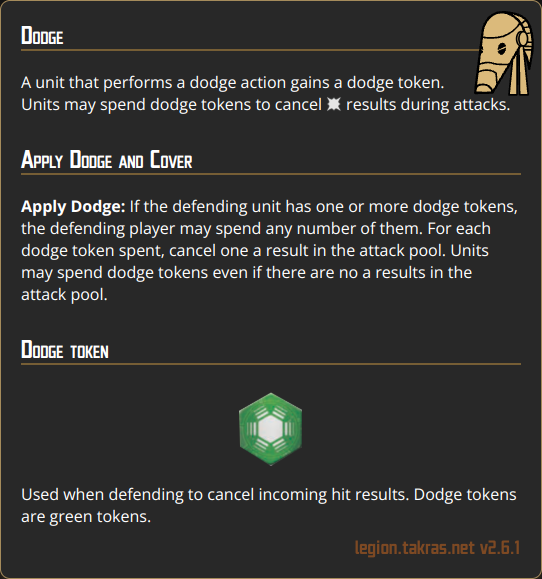 Dodge
A unit that performs a dodge action gains a dodge token.
Units may spend dodge tokens to cancel results during attacks.
Apply Dodge and Cover
Apply Dodge: If the defending unit has one or more dodge tokens,
the defending player may spend any number of them. For each
dodge token spent, cancel one a result in the attack pool. Units
may spend dodge tokens even if there are no a results in the
attack pool.
Dodge token
Used when defending to cancel incoming hit results. Dodge tokens
are green tokens.
legion.takras.net v2.6.1